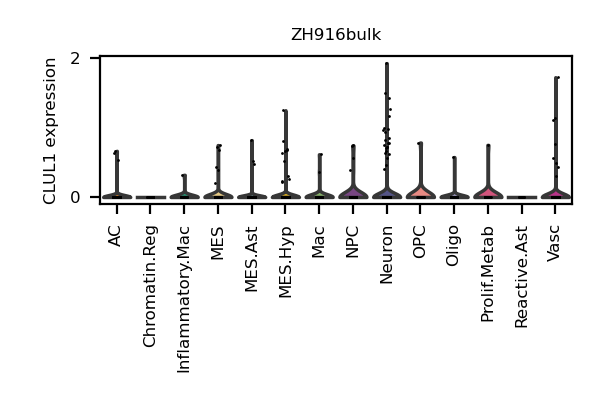 ZH916bulk
CLUL1 expression
2
0
AC
Chromatin.Reg
Inflammatory.Mac
MES
MES.Ast
MES.Hyp
Mac
NPC
Neuron
OPC
Oligo
Prolif.Metab
Reactive.Ast
Vasc